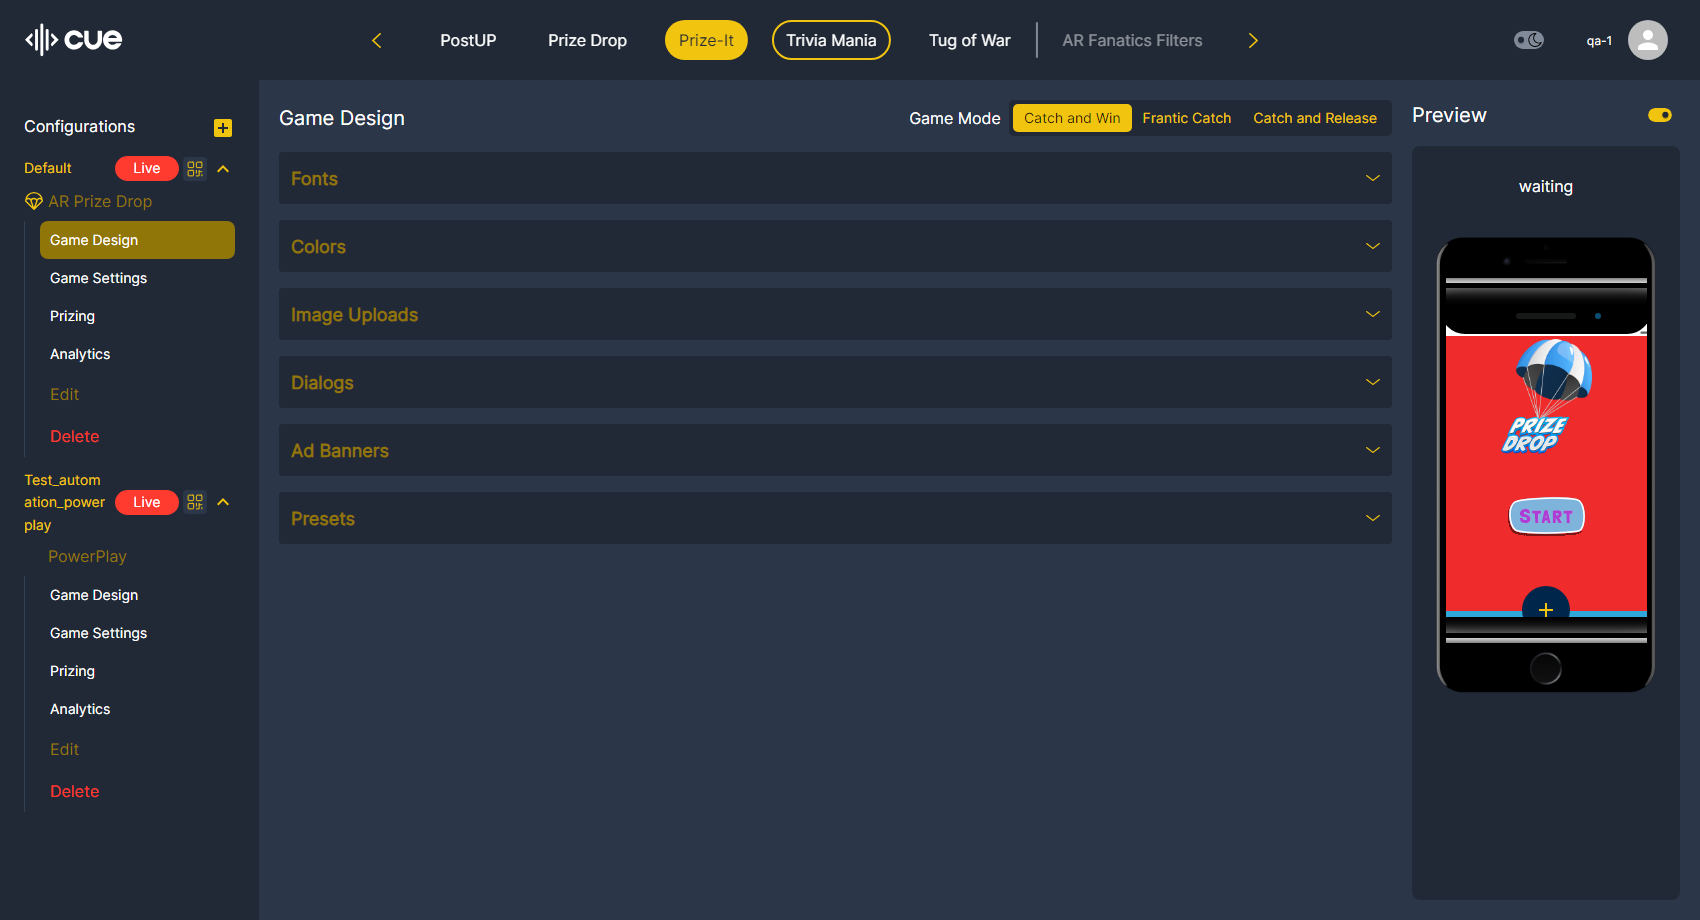 cue
PostUP
Prize Drop
Prize-It
Trivia Mania
Tug of War
AR Fanatics Filters
qa-1
Configurations
Default
Live
AR Prize Drop
Game Design
Game Settings
Prizing
Analytics
Edit
Delete
Test_autom
ation_power
play
Live
PowerPlay
Game Design
Game Settings
Prizing
Analytics
Edit
Delete
Game Design
Game Mode
Catch and Win
Frantic Catch
Catch and Release
Fonts
Colors
Image Uploads
Dialogs
Ad Banners
Presets
Preview
waiting
PRIZE
DROP
START